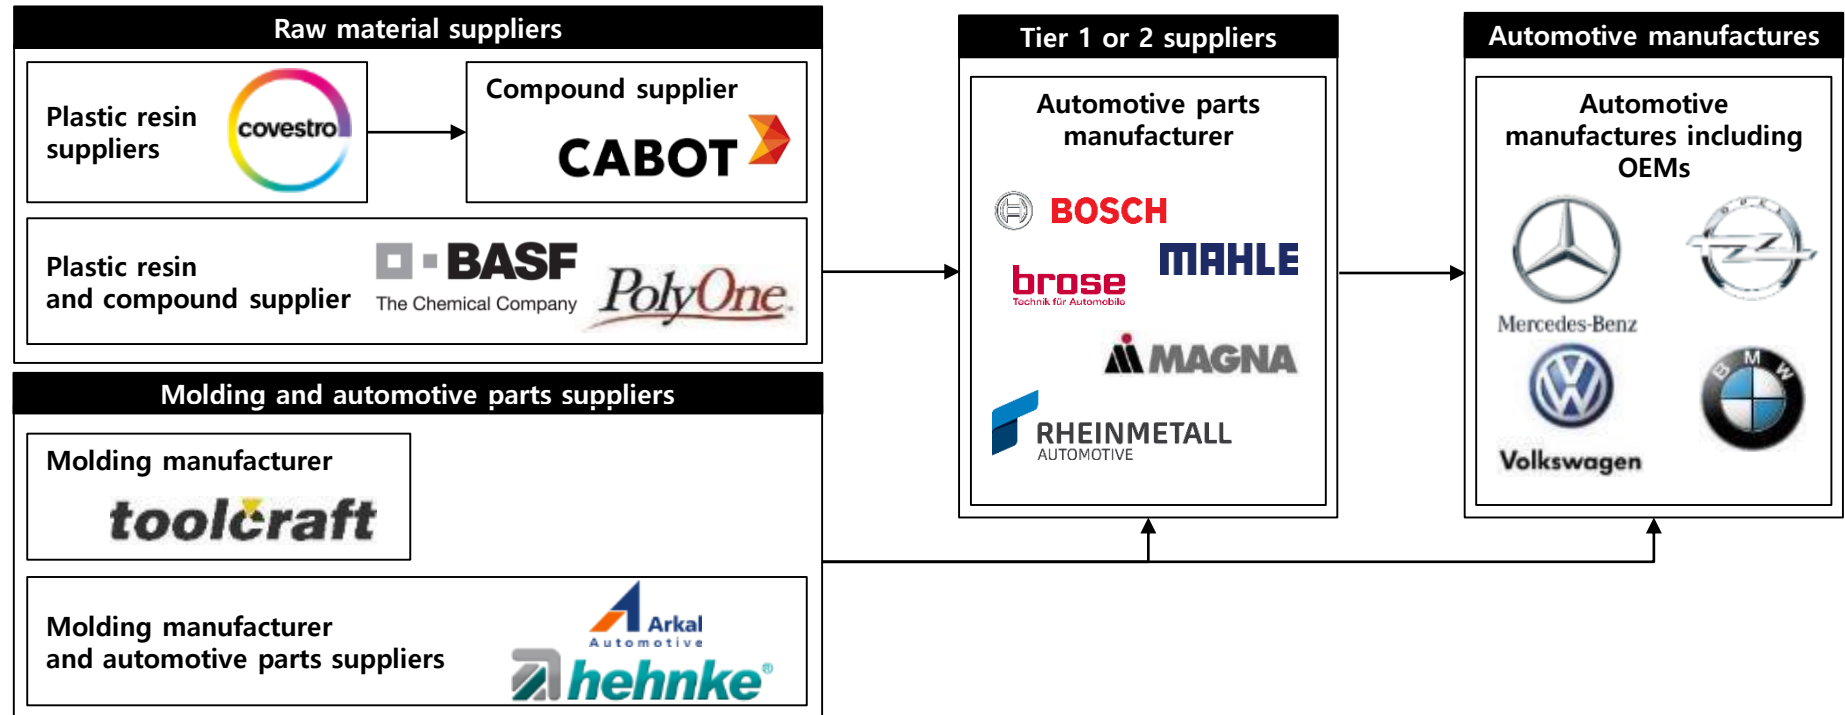 Raw material suppliers
Plastic resin
suppliers
covestro
Compound supplier
CABOT
Plastic resin
and compound supplier
BASF
The Chemical Company
PolyOne
Molding and automotive parts suppliers
Molding manufacturer
toolcraft
Molding manufacturer
and automotive parts suppliers
Arkal
Automotive
hehnke®
Tier 1 or 2 suppliers
Automotive parts
manufacturer
BOSCH
MAHLE
brose
Technik für Automobile
MAGNA
RHEINMETALL
AUTOMOTIVE
Automotive manufactures
Automotive
manufactures including
OEMs
OPEL
Mercedes-Benz
BMW
Volkswagen